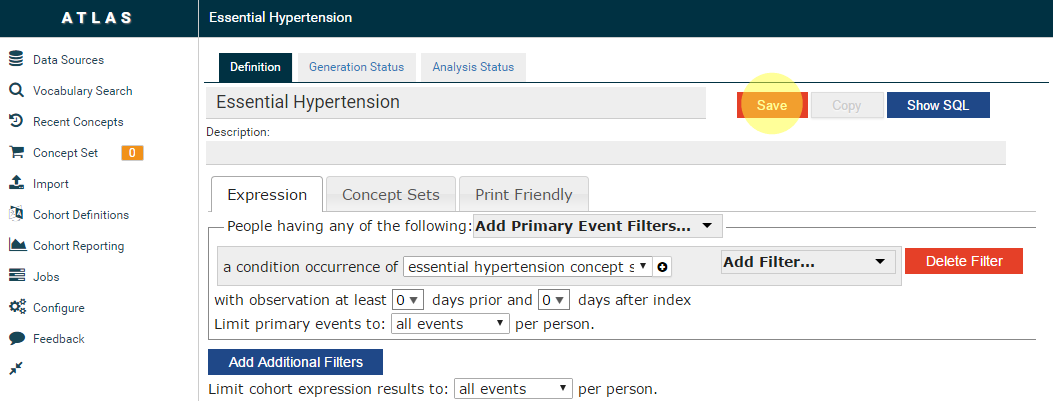 ATLAS
Essential Hypertension
Data Sources
Vocabulary Search
Recent Concepts
Concept Set 0
Import
Cohort Definitions
Cohort Reporting
Jobs
Configure
Feedback
Definition Generation Status Analysis Status
Essential Hypertension
Save Copy Show SQL
Description:
Expression Concept Sets Print Friendly
People having any of the following: Add Primary Event Filters...
a condition occurrence of essential hypertension concept s Add Filter... Delete Filter
with observation at least 0 days prior and 0 days after index
Limit primary events to: all events per person.
Add Additional Filters
Limit cohort expression results to: all events per person.